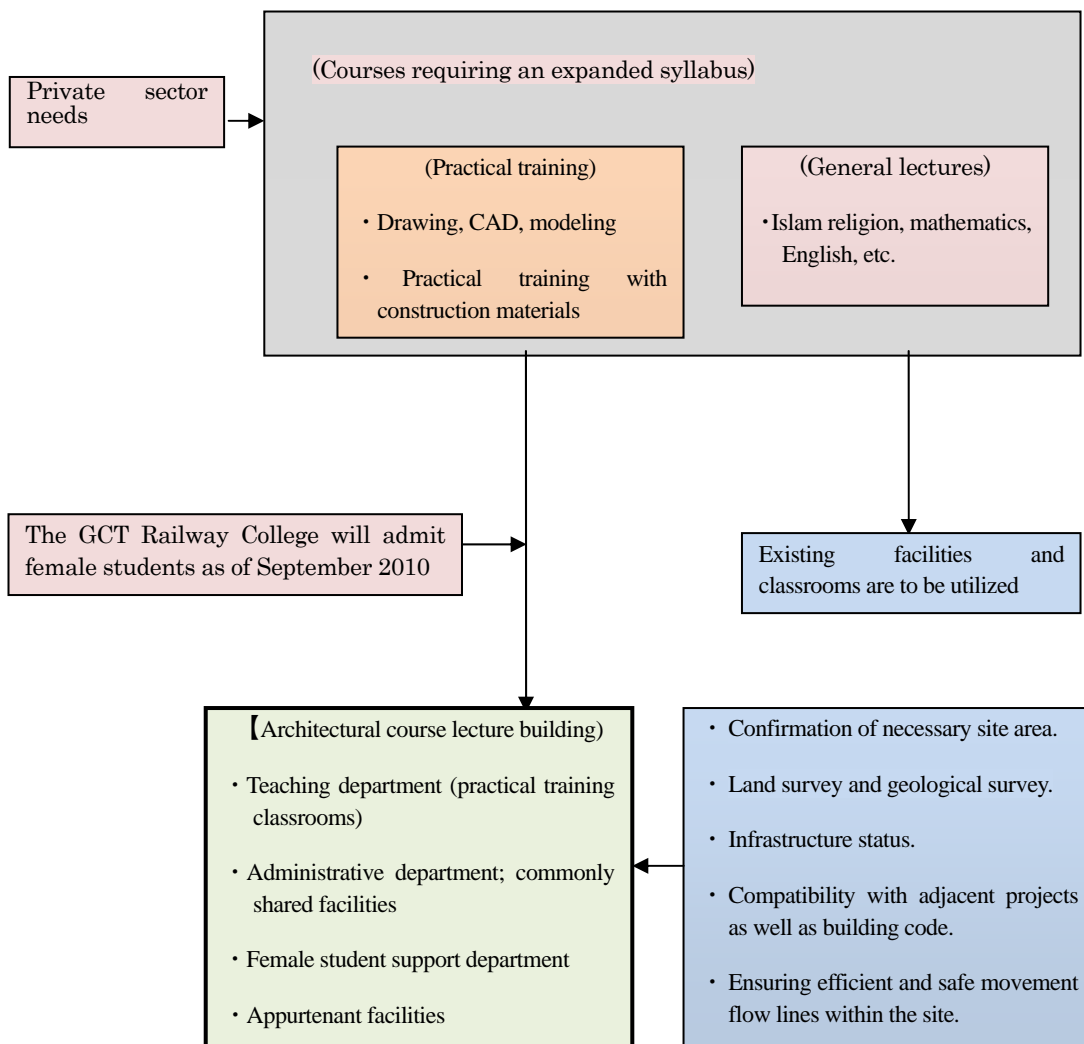 (Courses requiring an expanded syllabus)
Private sector
needs
(Practical training)
・Drawing, CAD, modeling
・ Practical training with
construction materials
(General lectures)
・Islam religion, mathematics,
English, etc.
The GCT Railway College will admit
female students as of September 2010
Existing facilities and
classrooms are to be utilized
【Architectural course lecture building)
・Teaching department (practical training
classrooms)
・Administrative department; commonly
shared facilities
・Female student support department
・Appurtenant facilities
・ Confirmation of necessary site area.
・ Land survey and geological survey.
・ Infrastructure status.
・ Compatibility with adjacent projects
as well as building code.
・ Ensuring efficient and safe movement
flow lines within the site.